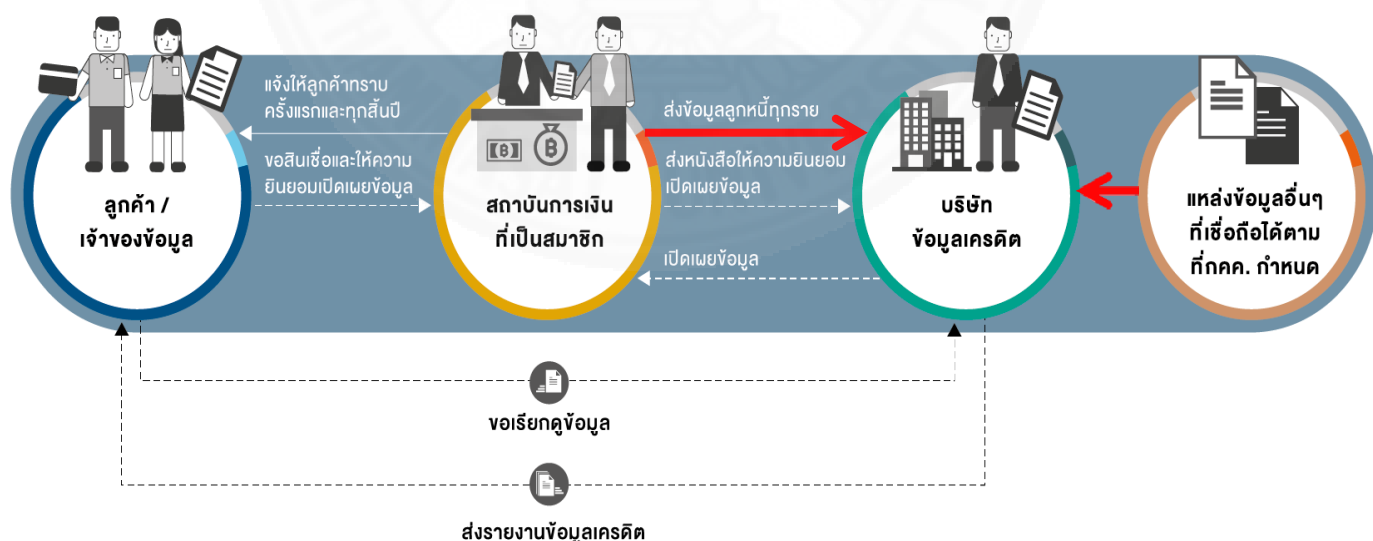 แจ้งให้ลูกค้าทราบ
ครั้งแรกและทุกสิ้นปี
ขอสินเชื่อและให้ความ
ยินยอมเปิดเผยข้อมูล
ลูกค้า /
เจ้าของข้อมูล
สถาบันการเงิน
ที่เป็นสมาชิก
ส่งข้อมูลลูกหนี้ทุกราย
ส่งหนังสือให้ความยินยอม
เปิดเผยข้อมูล
เปิดเผยข้อมูล
บริษัท
ข้อมูลเครดิต
แหล่งข้อมูลอื่นๆ
ที่เชื่อถือได้ตาม
ที่กคค. กำหนด
ขอเรียกดูข้อมูล
ส่งรายงานข้อมูลเครดิต